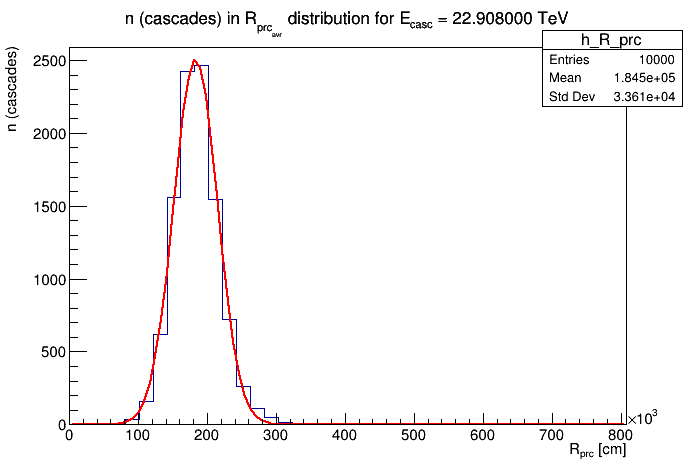 n (cascades) in R_prc_avr distribution for E_casc = 22.908000 TeV
h_R_prc
Entries 10000
Mean 1.845e+05
Std Dev 3.361e+04
n (cascades)
2500
2000
1500
1000
500
0
0 100 200 300 400 500 600 700 800
×10³
R_prc [cm]